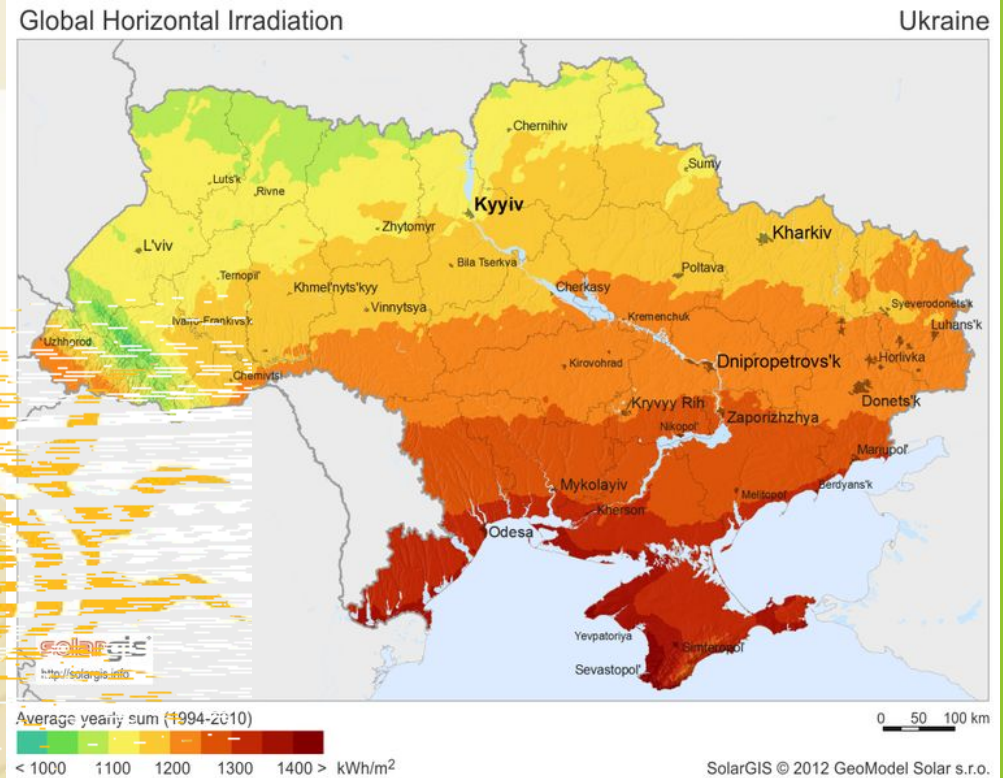 Global Horizontal Irradiation
Ukraine
Chernihiv
Sumy
Luts'k
Rivne
Kyyiv
Zhytomyr
Kharkiv
L'viv
Bila Tserkva
Poltava
Ternopil'
Khmel'nyts'kyy
Cherkasy
Vinnytsya
Syeverodonets'k
Ivano-Frankivs'k
Kremenchuk
Luhans'k
Uzhhorod
Kirovohrad
Dnipropetrovs'k
Horlivka
Chernivtsi
Kryvyy Rih
Donets'k
Zaporizhzhya
Nikopol'
Mariupol'
Mykolayiv
Melitopol'
Berdyans'k
Kherson
Odesa
Yevpatoriya
Simferopol'
Sevastopol'
solargis
http://solargis.info
Average yearly sum (1994-2010)
0 50 100 km
< 1000 1100 1200 1300 1400 > kWh/m²
SolarGIS © 2012 GeoModel Solar s.r.o.